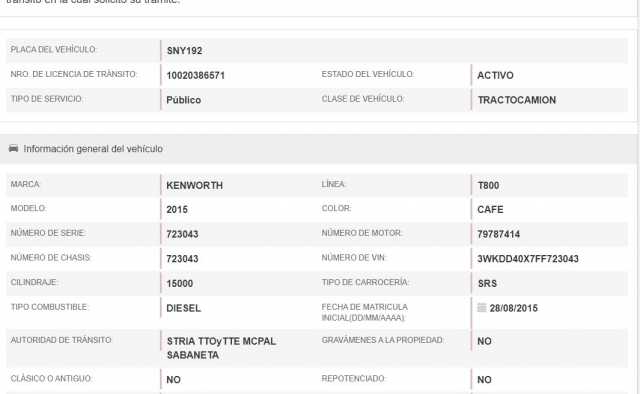 tránsito en la cual solicitó su trámite.
PLACA DEL VEHÍCULO: SNY192
NRO. DE LICENCIA DE TRÁNSITO: 10020386571 ESTADO DEL VEHÍCULO: ACTIVO
TIPO DE SERVICIO: Público CLASE DE VEHÍCULO: TRACTOCAMION
Información general del vehículo
MARCA: KENWORTH LÍNEA: T800
MODELO: 2015 COLOR: CAFE
NÚMERO DE SERIE: 723043 NÚMERO DE MOTOR: 79787414
NÚMERO DE CHASIS: 723043 NÚMERO DE VIN: 3WKDD40X7FF723043
CILINDRAJE: 15000 TIPO DE CARROCERÍA: SRS
TIPO COMBUSTIBLE: DIESEL FECHA DE MATRICULA INICIAL(DD/MM/AAAA): 28/08/2015
AUTORIDAD DE TRÁNSITO: STRIA TTOyTTE MCPAL SABANETA GRAVÁMENES A LA PROPIEDAD: NO
CLÁSICO O ANTIGUO: NO REPOTENCIADO: NO